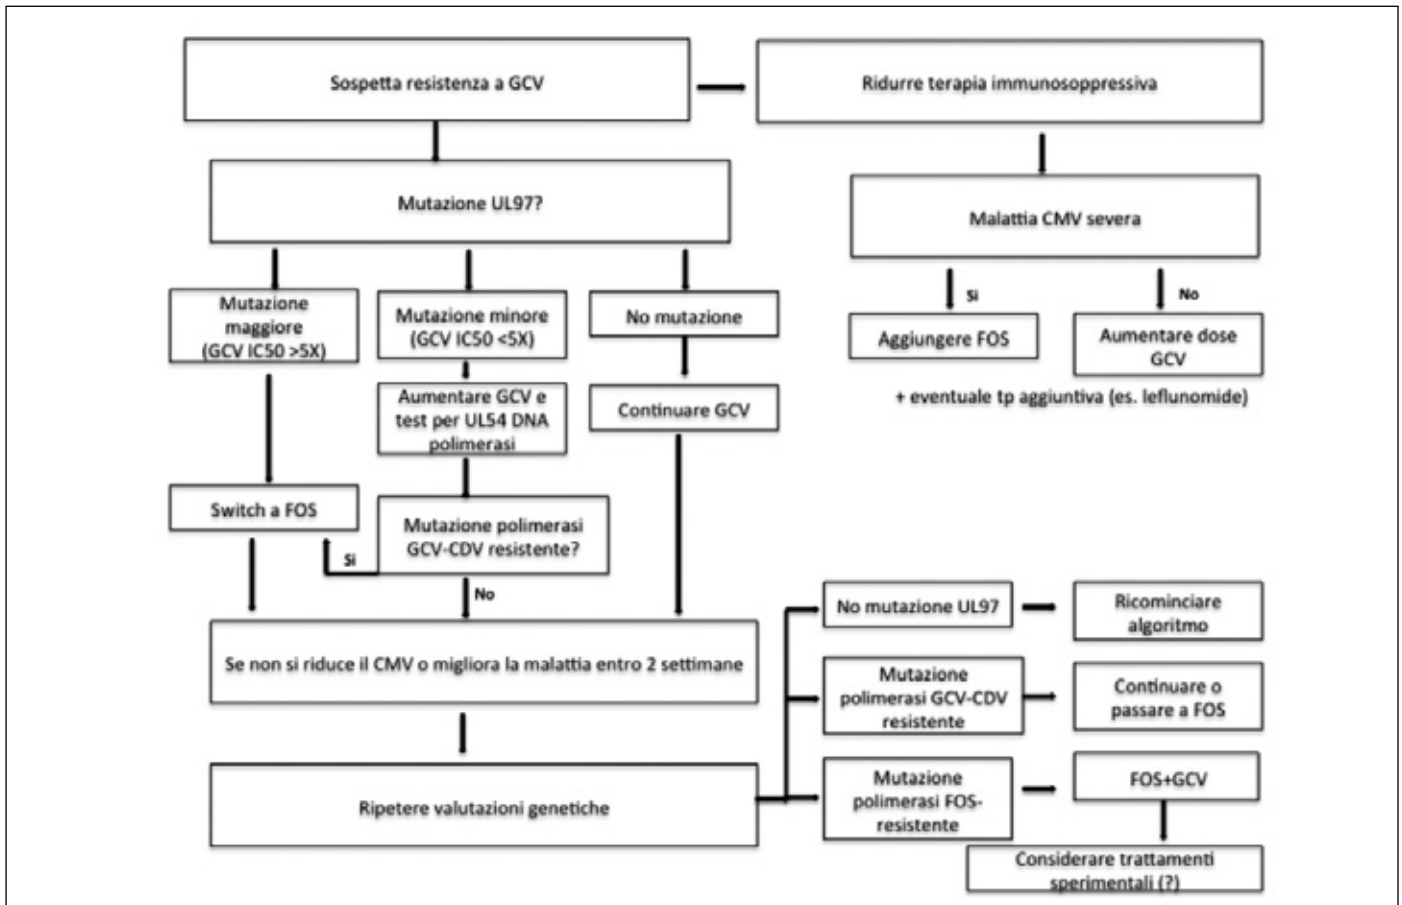 Sospetta resistenza a GCV
Ridurre terapia immunosoppressiva
Mutazione UL97?
Malattia CMV severa
Mutazione
maggiore
(GCV IC50 >5X)
Mutazione minore
(GCV IC50 <5X)
No mutazione
Si
No
Aggiungere FOS
Aumentare dose
GCV
+ eventuale tp aggiuntiva (es. leflunomide)
Aumentare GCV e
test per UL54 DNA
polimerasi
Continuare GCV
Switch a FOS
Mutazione polimerasi
GCV-CDV resistente?
Si
No
Se non si riduce il CMV o migliora la malattia entro 2 settimane
Ripetere valutazioni genetiche
No mutazione UL97
Ricominciare
algoritmo
Mutazione
polimerasi GCV-CDV
resistente
Continuare o
passare a FOS
Mutazione
polimerasi FOS-
resistente
FOS+GCV
Considerare trattamenti
sperimentali (?)